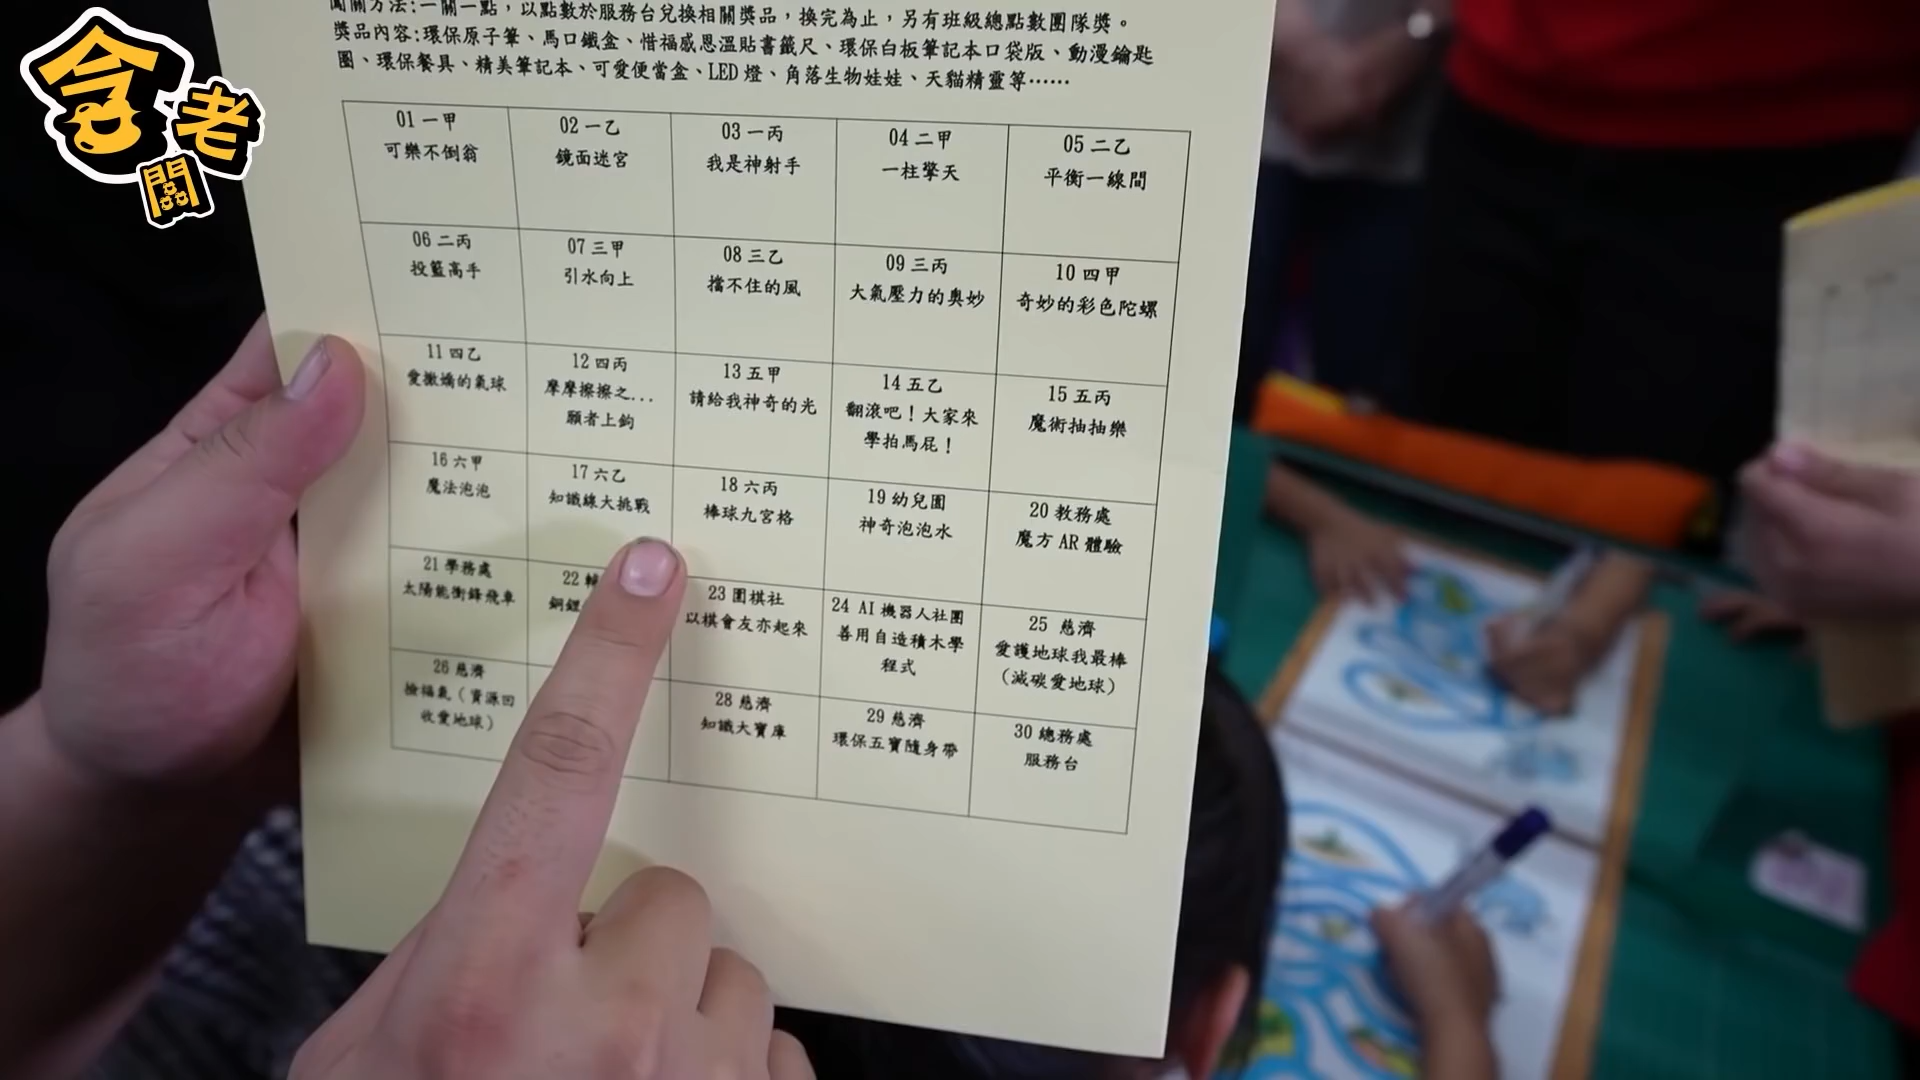 含老闆
闖關方法:一關一點，以點數於服務台兌換相關獎品，換完為止，另有班級總點數團隊獎。
獎品內容:環保原子筆、馬口鐵盒、惜福感恩溫貼書籤尺、環保白板筆記本口袋版、動漫鑰匙
圈、環保餐具、精美筆記本、可愛便當盒、LED 燈、角落生物娃娃、天貓精靈等……
01 一甲
可樂不倒翁
02 一乙
鏡面迷宮
03 一丙
我是神射手
04 二甲
一柱擎天
05 二乙
平衡一線間
06 二丙
投籃高手
07 三甲
引水向上
08 三乙
擋不住的風
09 三丙
大氣壓力的奧妙
10 四甲
奇妙的彩色陀螺
11 四乙
愛撒嬌的氣球
12 四丙
摩摩擦擦之...
願者上鉤
13 五甲
請給我神奇的光
14 五乙
翻滾吧！大家來
學拍馬屁！
15 五丙
魔術抽抽樂
16 六甲
魔法泡泡
17 六乙
知識線大挑戰
18 六丙
棒球九宮格
19 幼兒園
神奇泡泡水
20 教務處
魔方 AR 體驗
21 學務處
太陽能衝鋒飛車
22
23 圍棋社
以棋會友亦起來
24 AI 機器人社團
善用自造積木學
程式
25 慈濟
愛護地球我最棒
(減碳愛地球)
26 慈濟
撿福氣（資源回
收愛地球）
28 慈濟
知識大寶庫
29 慈濟
環保五寶隨身帶
30 總務處
服務台